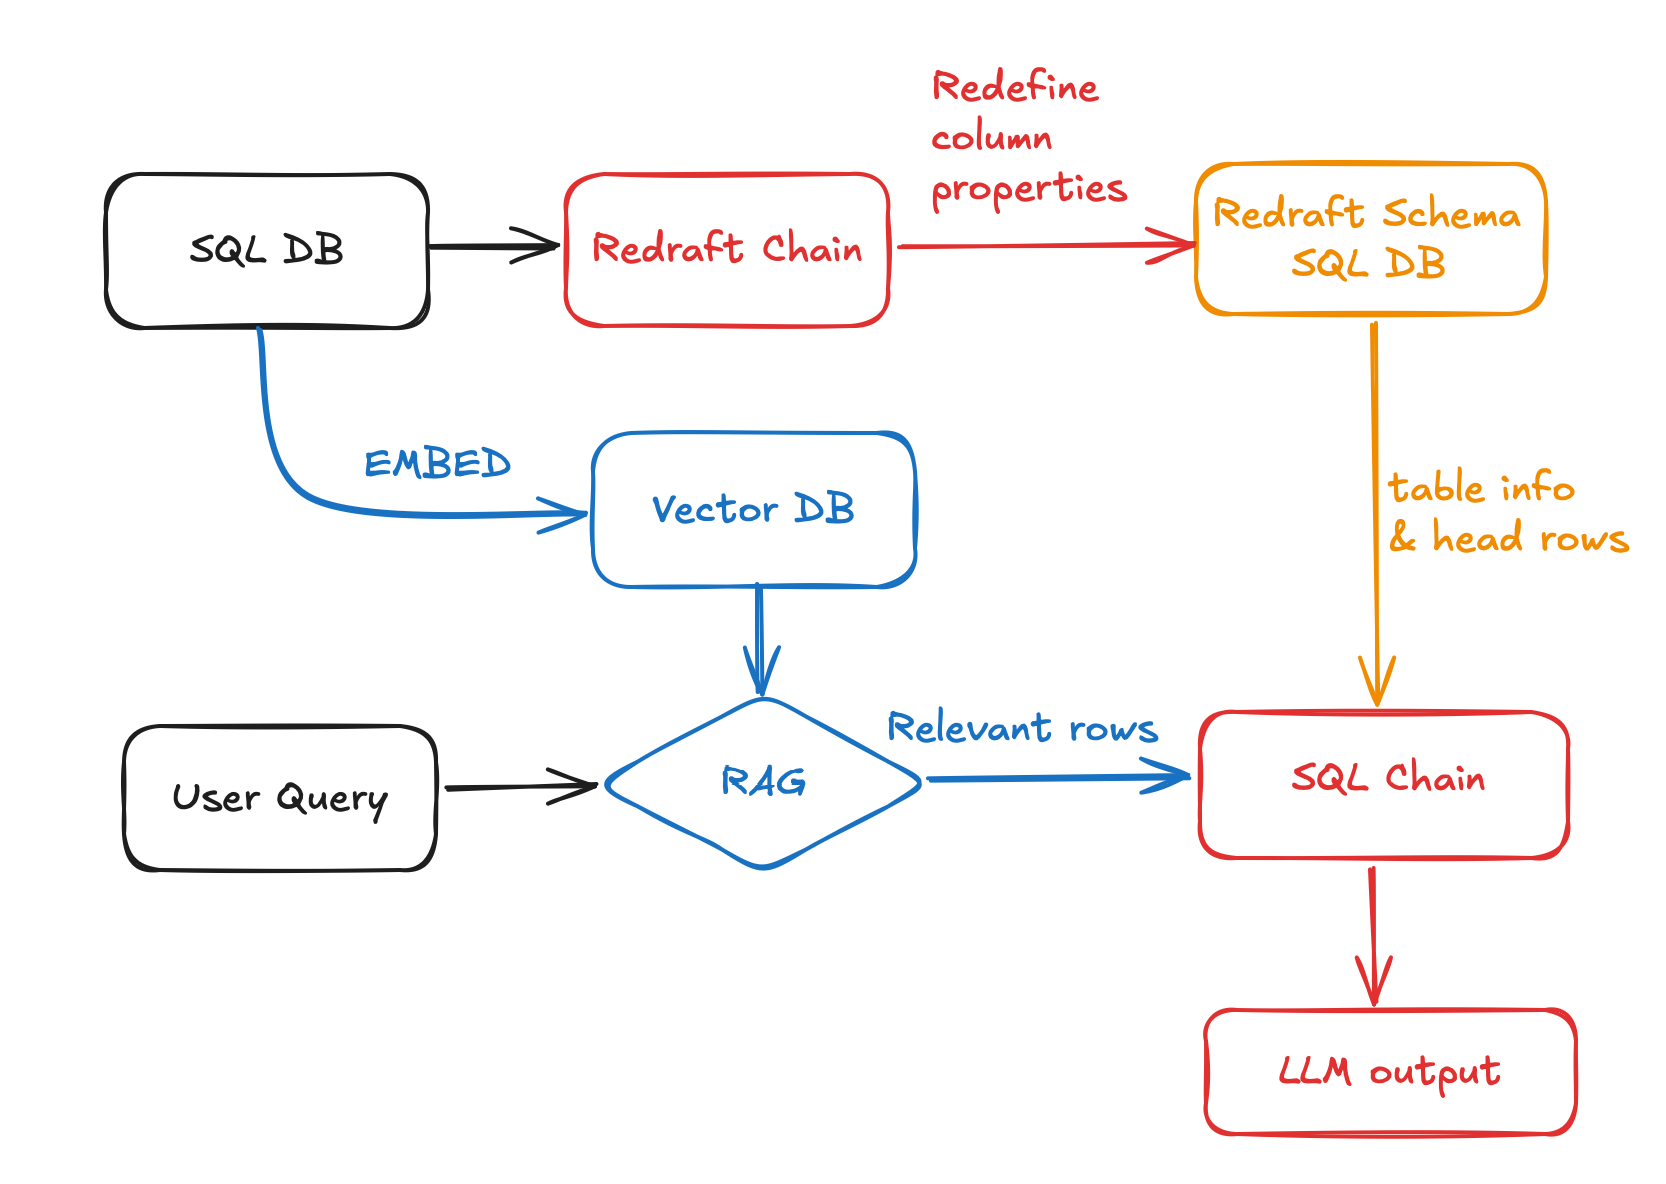 Redefine
column
properties
SQL DB
Redraft Chain
Redraft Schema
SQL DB
EMBED
Vector DB
table info
& head rows
User Query
RAG
Relevant rows
SQL Chain
LLM output